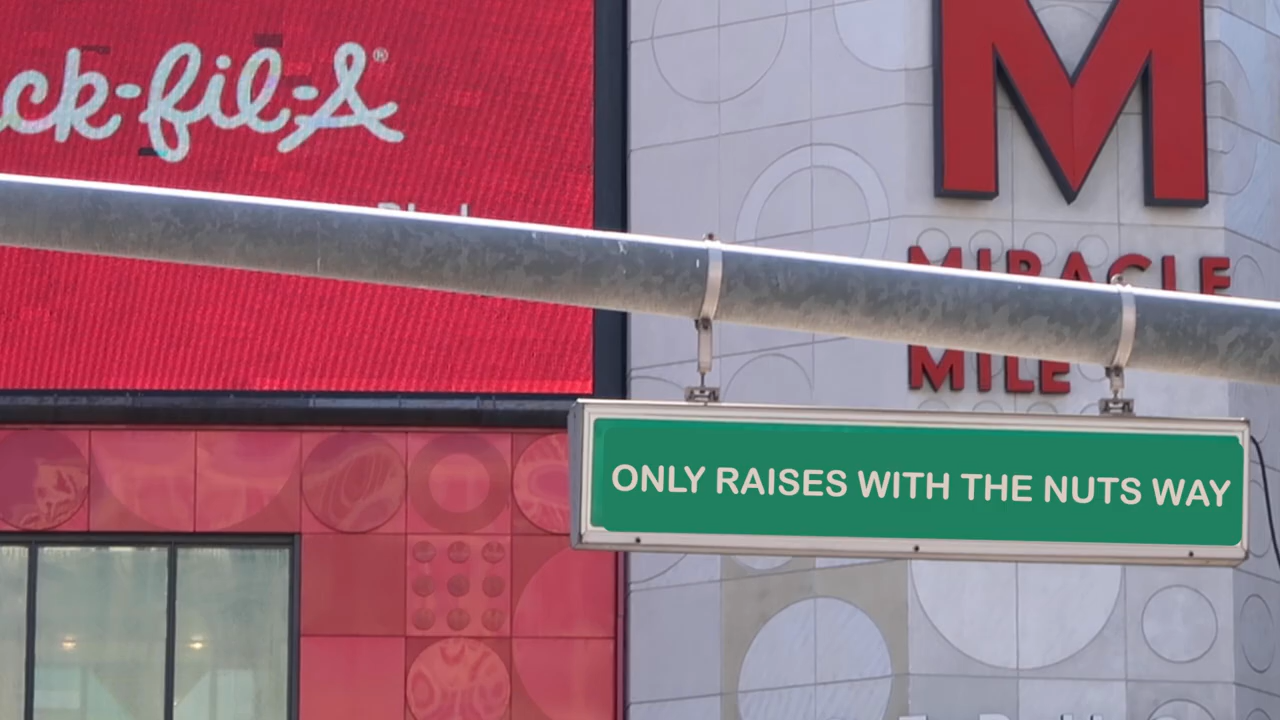 ck-fil-A®
M
MIRACLE
MILE
ONLY RAISES WITH THE NUTS WAY